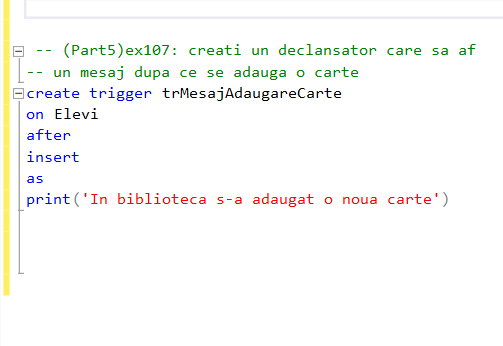 -- (Part5)ex107: creati un declansator care sa af
-- un mesaj dupa ce se adauga o carte
create trigger trMesajAdaugareCarte
on Elevi
after
insert
as
print('In biblioteca s-a adaugat o noua carte')